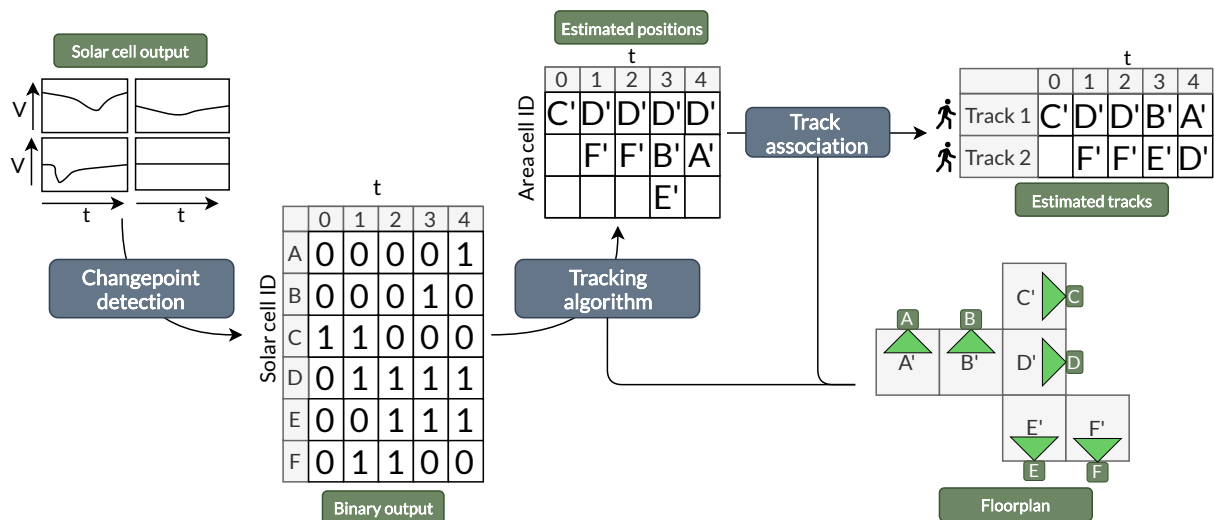 Solar cell output
V
V
t
t
Changepoint
detection
t
0 1 2 3 4
Solar cell ID
A 0 0 0 0 1
B 0 0 0 1 0
C 1 1 0 0 0
D 0 1 1 1 1
E 0 0 1 1 1
F 0 1 1 0 0
Binary output
Tracking
algorithm
Estimated positions
t
0 1 2 3 4
Area cell ID
C' D' D' D' D'
F' F' B' A'
E'
Track
association
t
0 1 2 3 4
Track 1 C' D' D' B' A'
Track 2 F' F' E' D'
Estimated tracks
C' C
A B
A' B' D' D
E' F'
E F
Floorplan